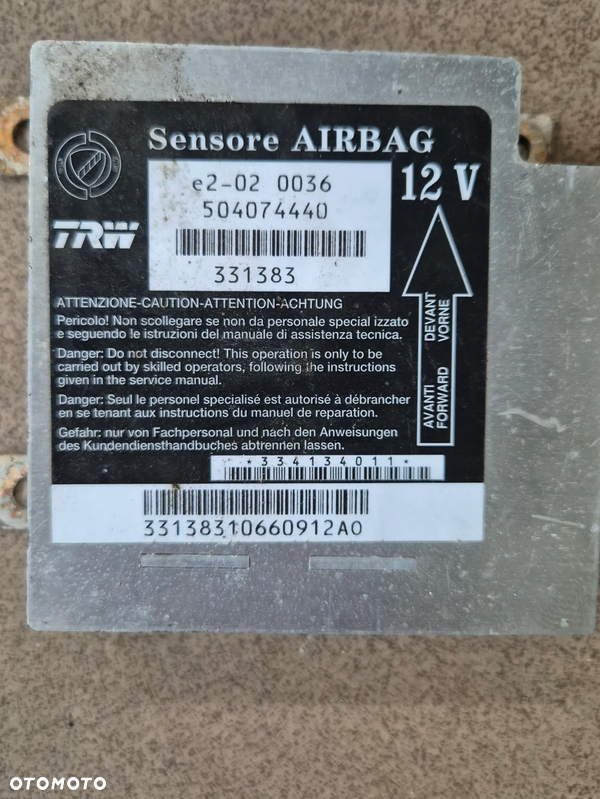 Sensore AIRBAG
e2-02 0036
504074440
331383
12 V
TRW
ATTENZIONE-CAUTION-ATTENTION-ACHTUNG
Pericolo! Non scollegare se non da personale special izzato
e seguendo le istruzioni del manuale di assistenza tecnica.
Danger: Do not disconnect! This operation is only to be
carried out by skilled operators, following the instructions
given in the service manual.
Danger: Seul le personel specialisé est autorisé à débrancher
en se tenant aux instructions du manuel de reparation.
Gefahr: nur von Fachpersonal und nach den Anweisungen
des Kundendiensthandbuches abtrennen lassen.
AVANTI DEVANT
FORWARD VORNE
*334134011*
33138310660912A0
OTOMOTO